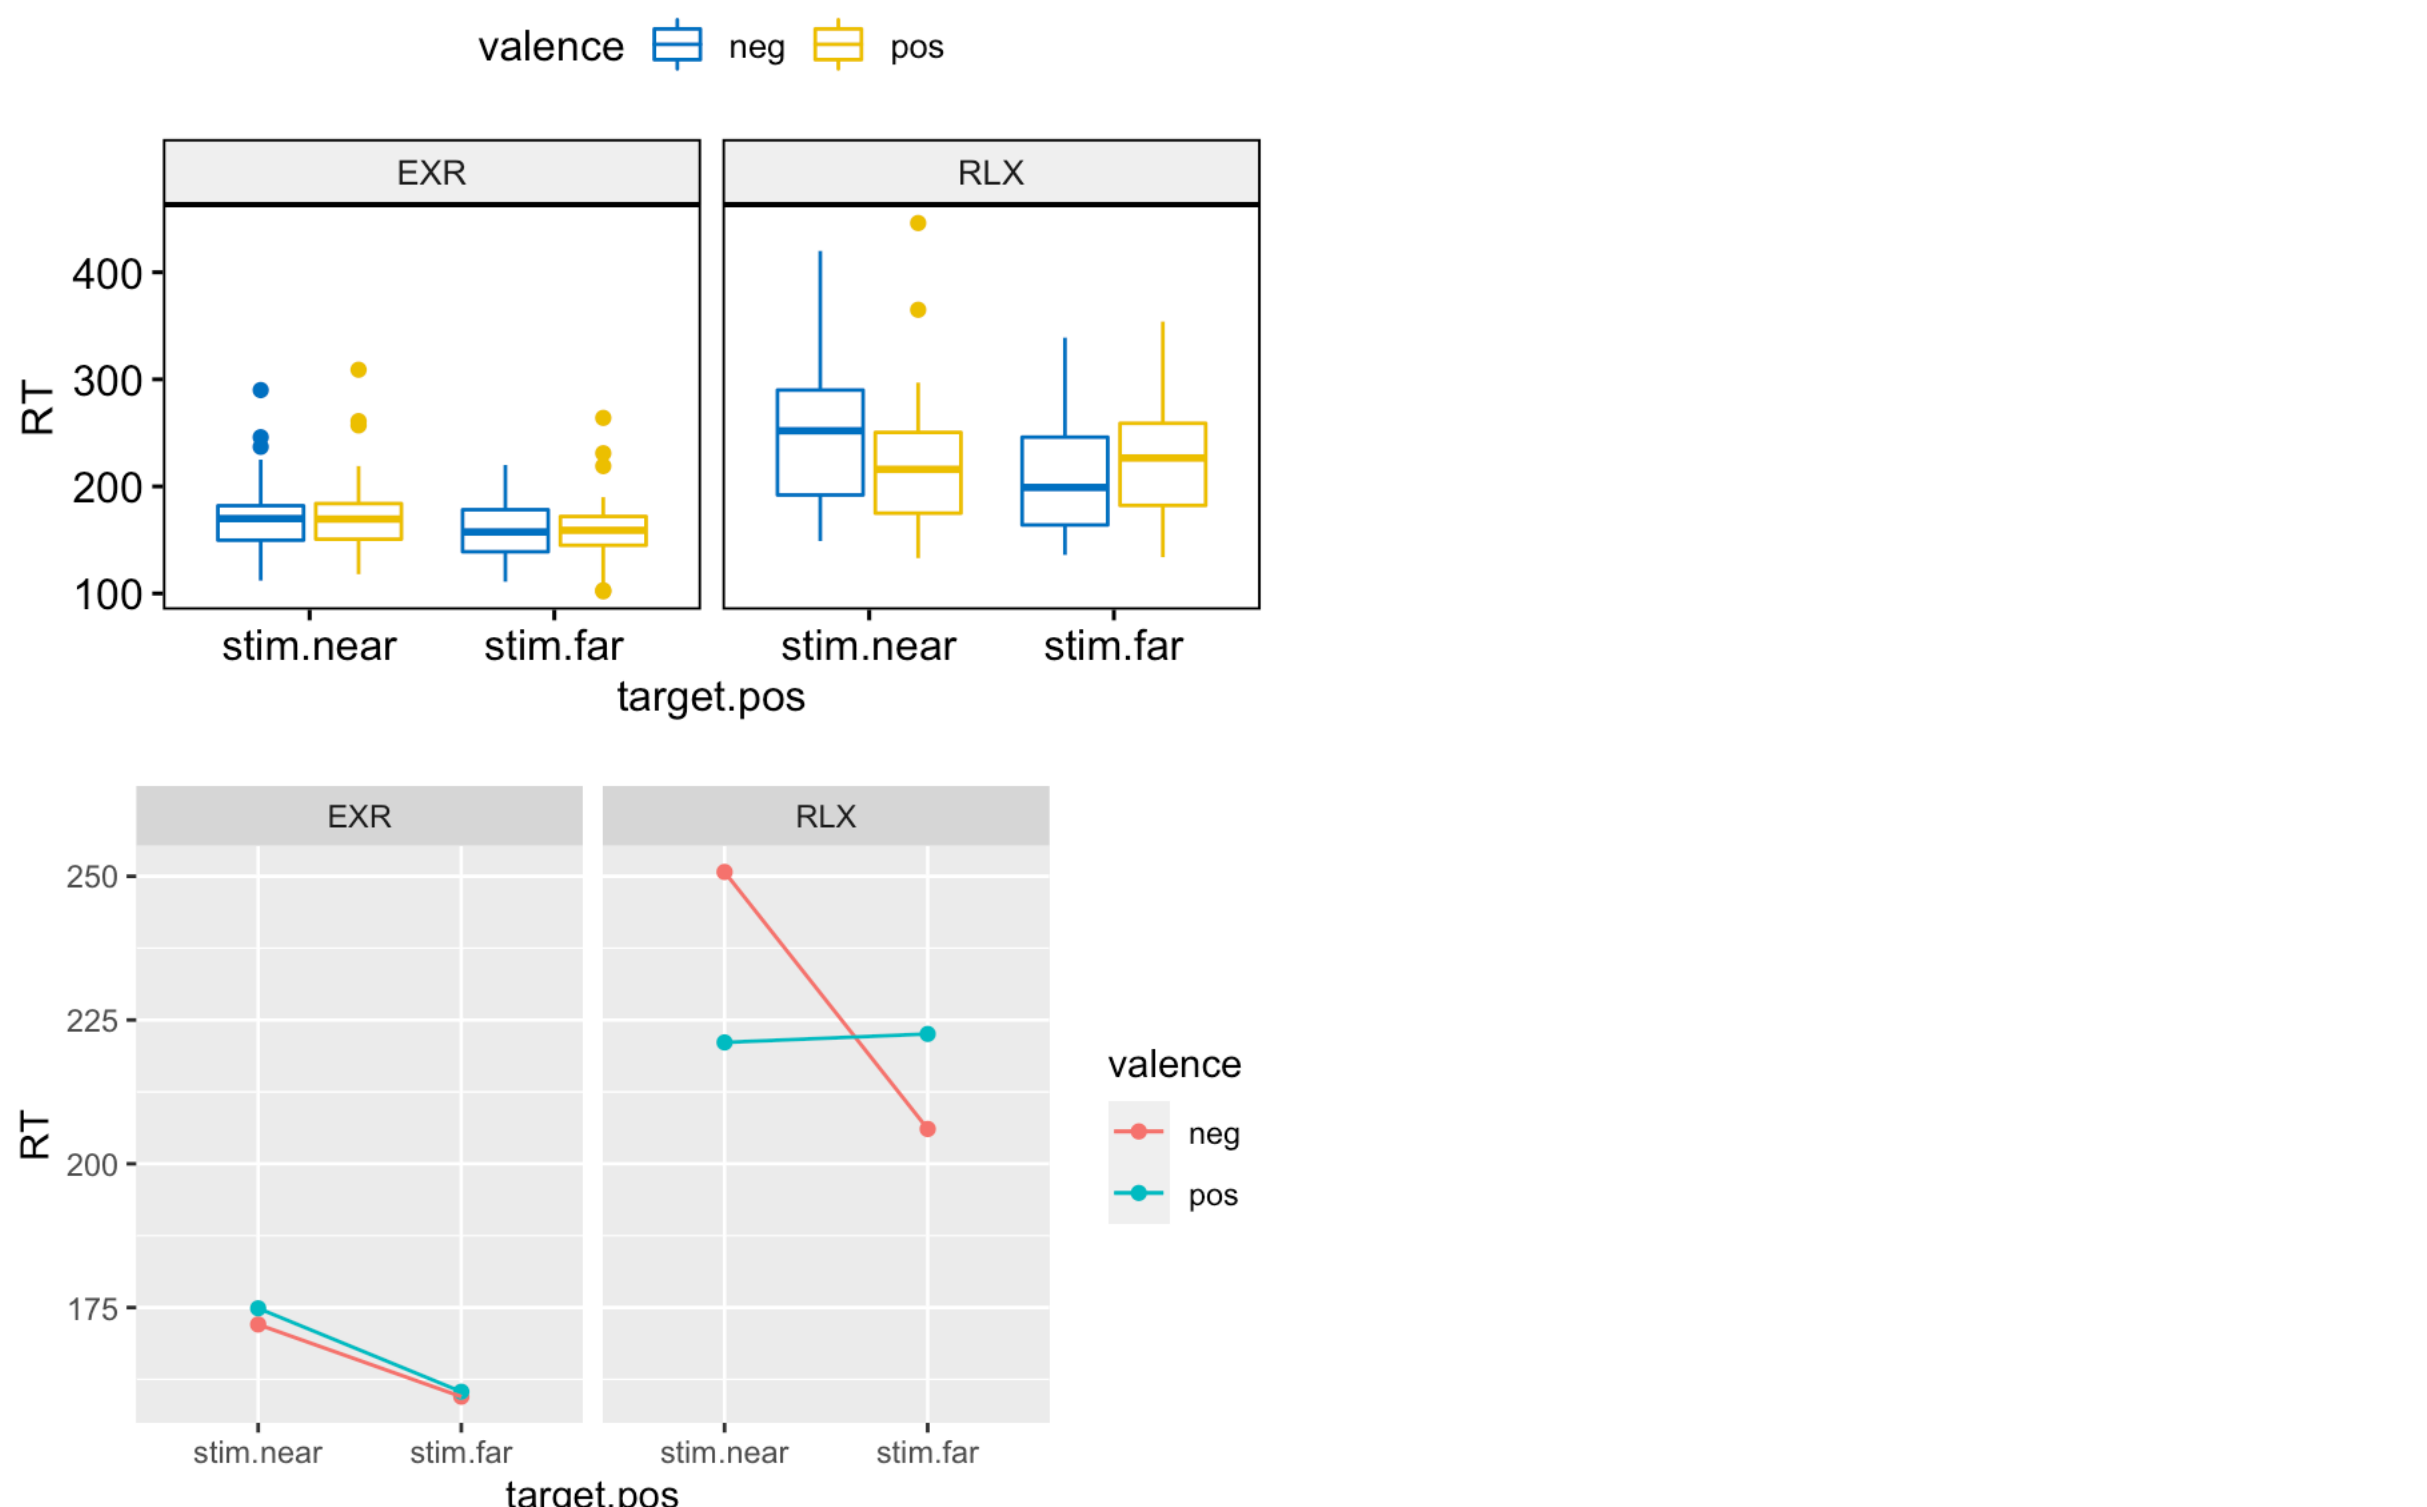 valence neg pos
EXR RLX
400
300
200
100
RT
stim.near stim.far stim.near stim.far
target.pos
EXR RLX
250
225
200
175
RT
valence
neg
pos
stim.near stim.far stim.near stim.far
target.pos